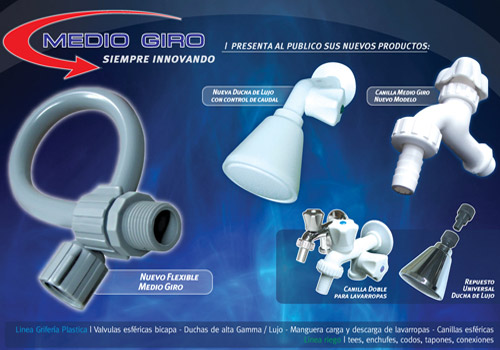 MEDIO GIRO
SIEMPRE INNOVANDO
| PRESENTA AL PUBLICO SUS NUEVOS PRODUCTOS:
NUEVA DUCHA DE LUJO
CON CONTROL DE CAUDAL
CANILLA MEDIO GIRO
NUEVO MODELO
NUEVO FLEXIBLE
MEDIO GIRO
CANILLA DOBLE
PARA LAVARROPAS
REPUESTO
UNIVERSAL
DUCHA DE LUJO
Linea Grifería Plastica | Valvulas esféricas bicapa - Duchas de alta Gamma / Lujo - Manguera carga y descarga de lavarropas - Canillas esféricas
Linea riego | tees, enchufes, codos, tapones, conexiones